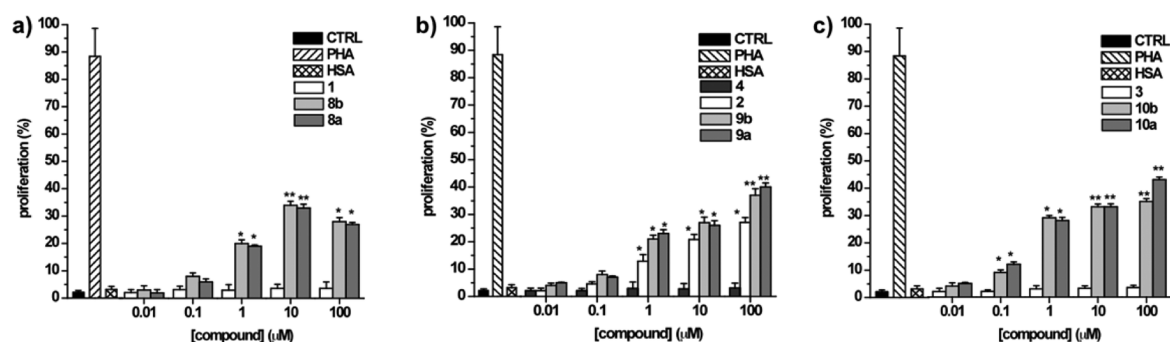 a)
100
90
80
70
60
50
40
30
20
10
0
proliferation (%)
CTRL
PHA
HSA
1
8b
8a
* * ** ** * *
0.01 0.1 1 10 100
[compound] (µM)
b)
100
90
80
70
60
50
40
30
20
10
0
proliferation (%)
CTRL
PHA
HSA
4
2
9b
9a
* * * * * * * ** **
0.01 0.1 1 10 100
[compound] (µM)
c)
100
90
80
70
60
50
40
30
20
10
0
proliferation (%)
CTRL
PHA
HSA
3
10b
10a
* * * * ** ** ** **
0.01 0.1 1 10 100
[compound] (µM)